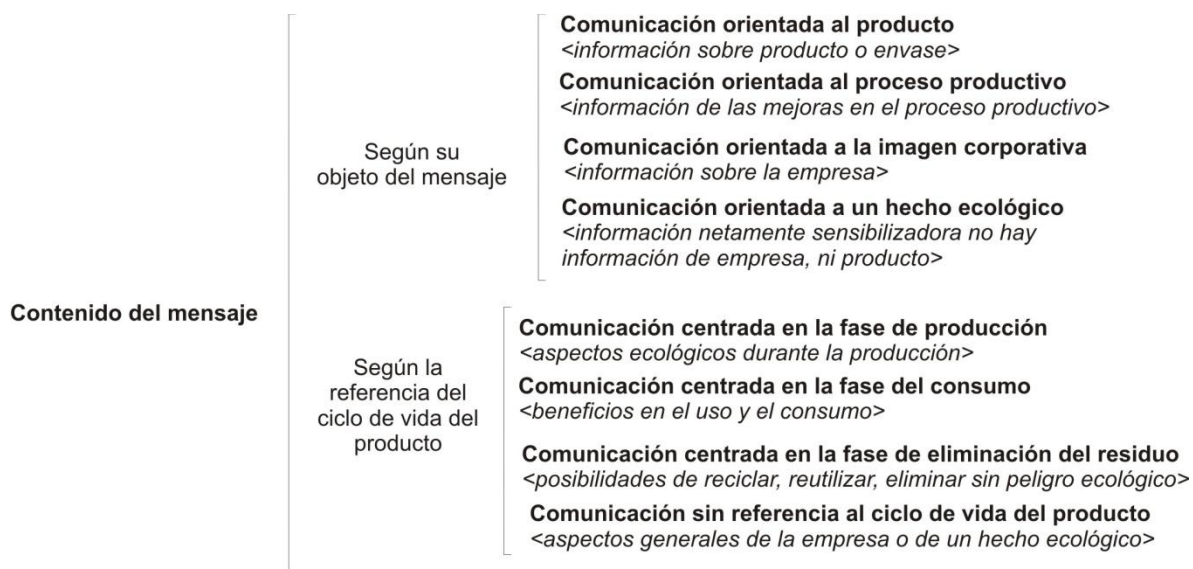 Contenido del mensaje
Según su
objeto del mensaje
Comunicación orientada al producto
<información sobre producto o envase>
Comunicación orientada al proceso productivo
<información de las mejoras en el proceso productivo>
Comunicación orientada a la imagen corporativa
<información sobre la empresa>
Comunicación orientada a un hecho ecológico
<información netamente sensibilizadora no hay
información de empresa, ni producto>
Según la
referencia del
ciclo de vida del
producto
Comunicación centrada en la fase de producción
<aspectos ecológicos durante la producción>
Comunicación centrada en la fase del consumo
<beneficios en el uso y el consumo>
Comunicación centrada en la fase de eliminación del residuo
<posibilidades de reciclar, reutilizar, eliminar sin peligro ecológico>
Comunicación sin referencia al ciclo de vida del producto
<aspectos generales de la empresa o de un hecho ecológico>